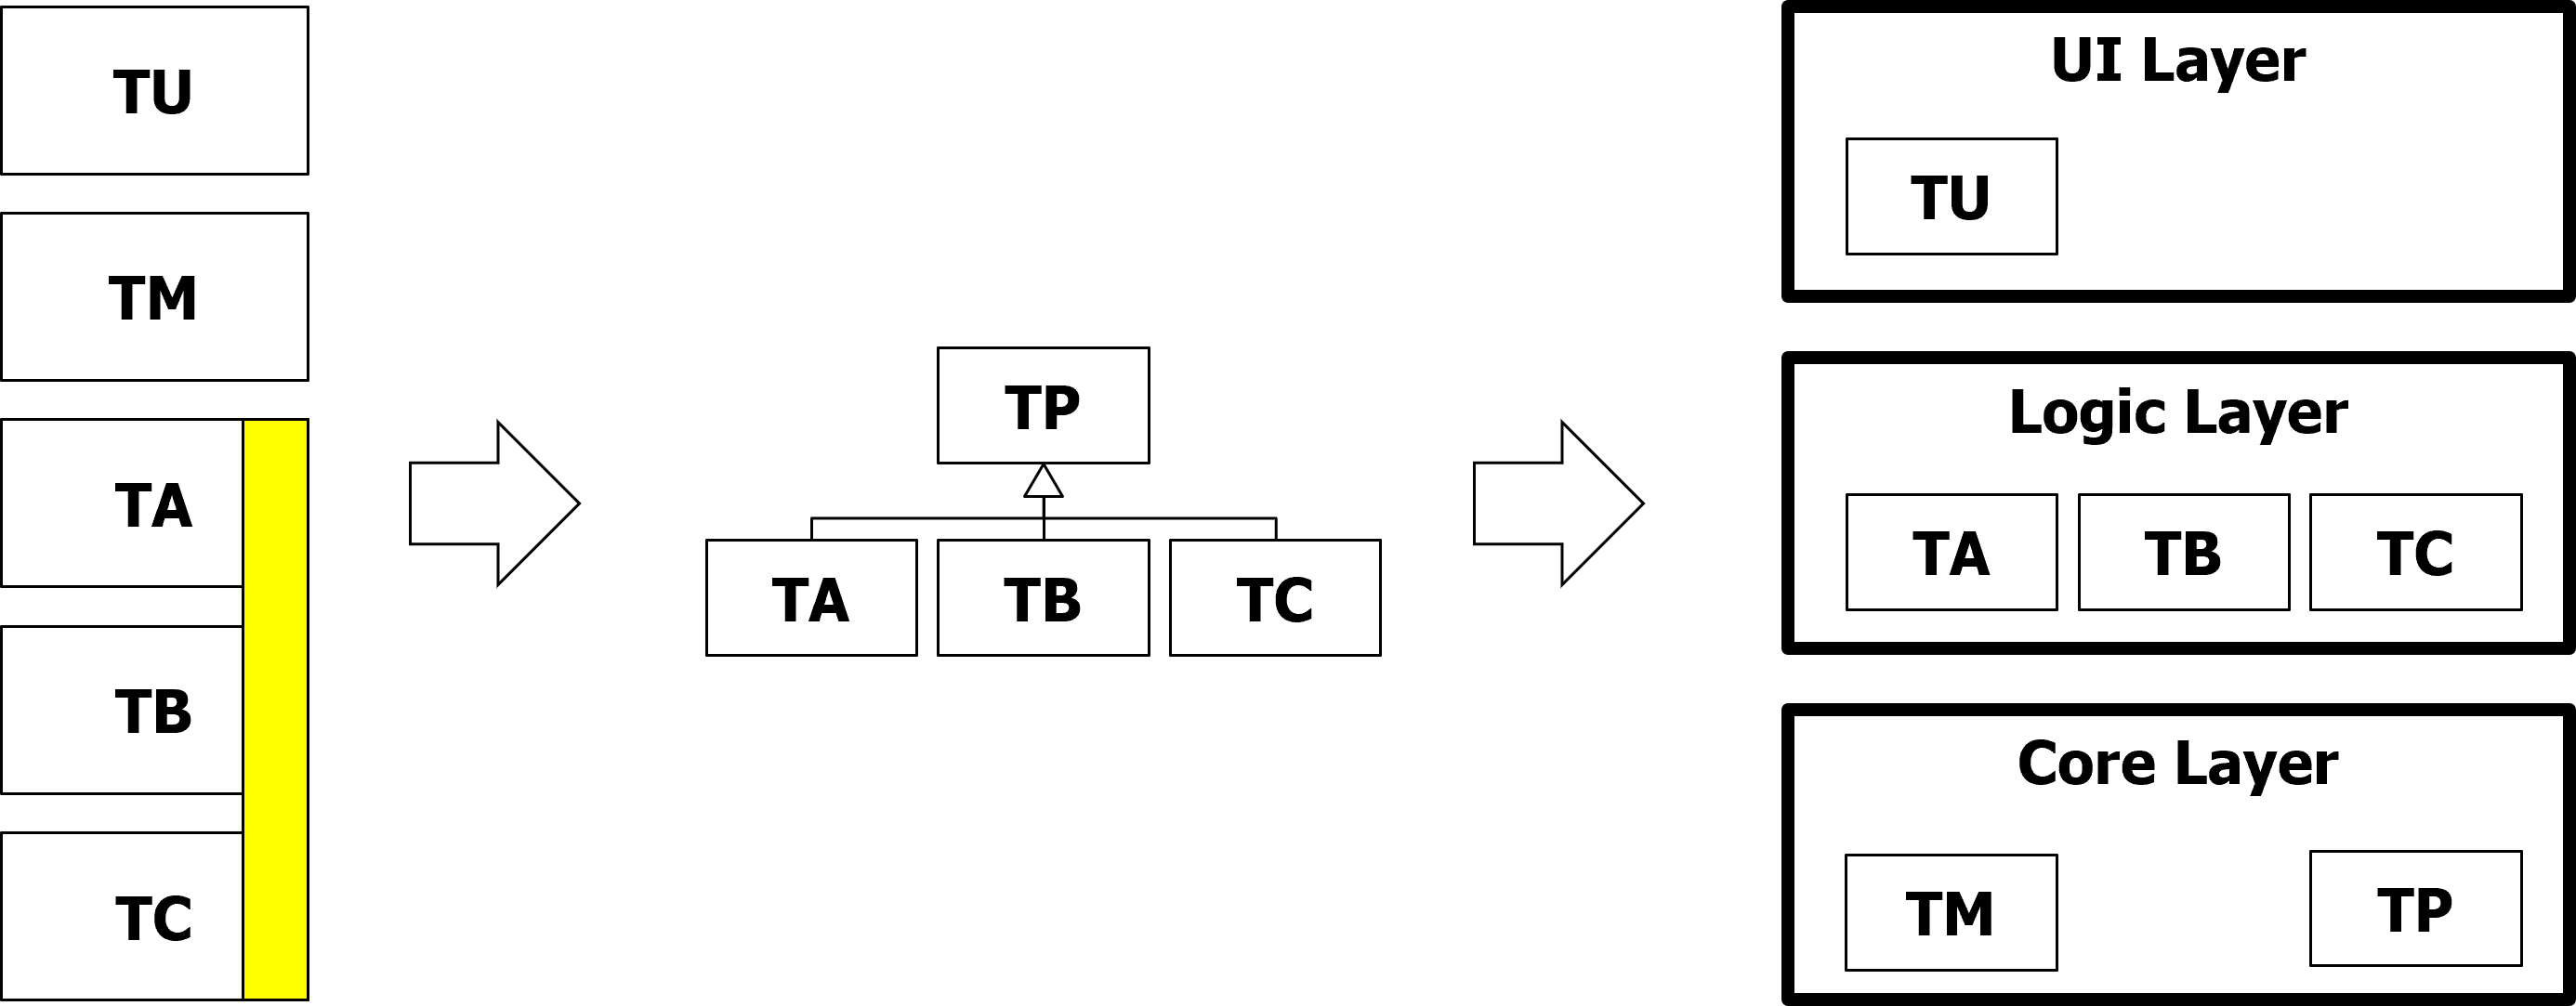 TU
TM
TA
TB
TC
TP
TA
TB
TC
UI Layer
TU
Logic Layer
TA
TB
TC
Core Layer
TM
TP